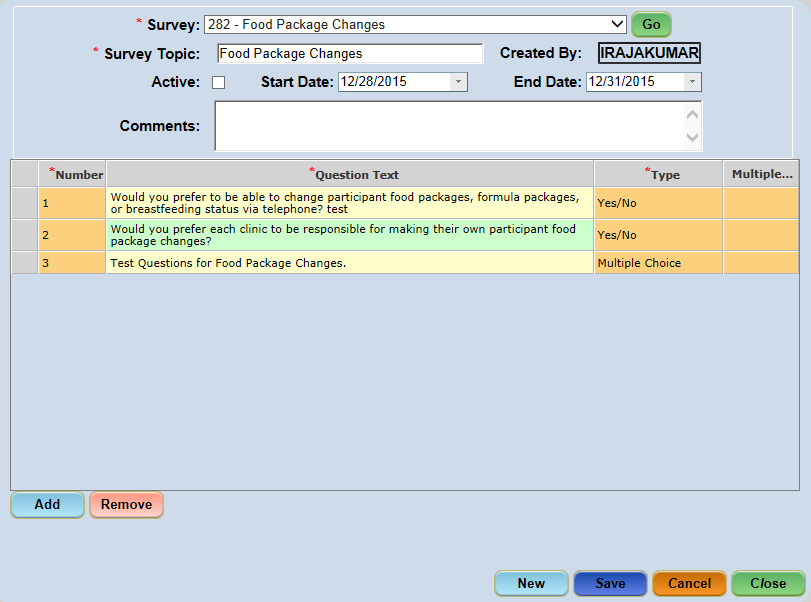 * Survey: 282 - Food Package Changes Go
* Survey Topic: Food Package Changes Created By: IRAJAKUMAR
Active: Start Date: 12/28/2015 End Date: 12/31/2015
Comments:
*Number *Question Text *Type Multiple...
1 Would you prefer to be able to change participant food packages, formula packages, Yes/No
or breastfeeding status via telephone? test
2 Would you prefer each clinic to be responsible for making their own participant food Yes/No
package changes?
3 Test Questions for Food Package Changes. Multiple Choice
Add Remove
New Save Cancel Close